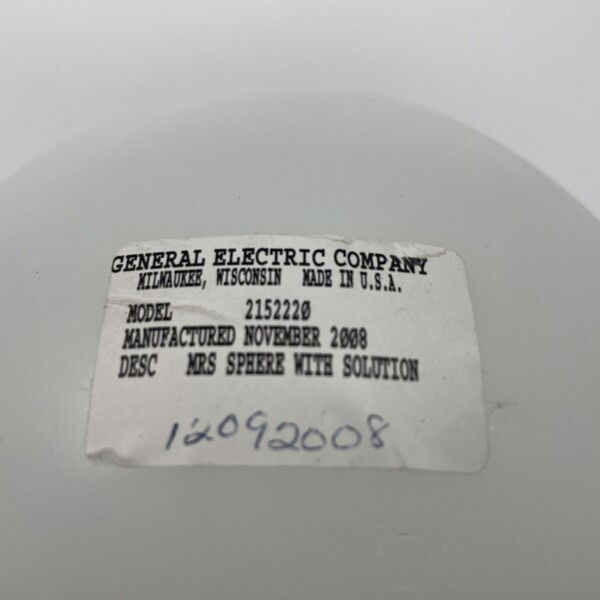 GENERAL ELECTRIC COMPANY
MILWAUKEE, WISCONSIN MADE IN U.S.A.
MODEL 2152220
MANUFACTURED NOVEMBER 2008
DESC MRS SPHERE WITH SOLUTION
12092008